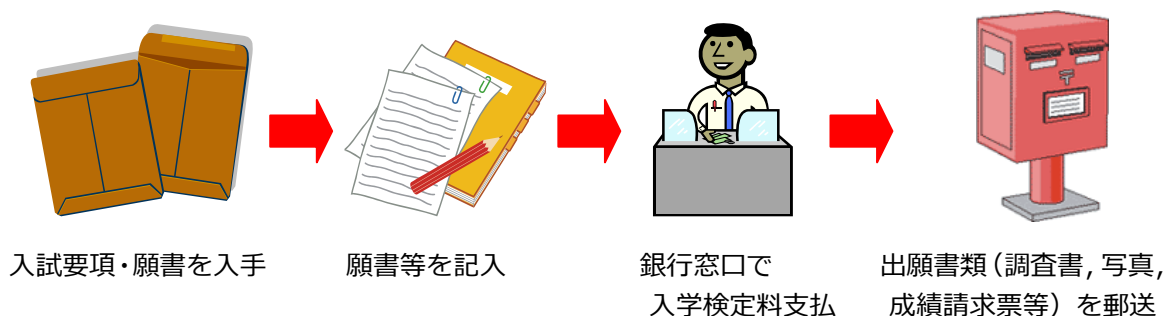 入試要項・願書を入手
願書等を記入
銀行窓口で
入学検定料支払
出願書類(調査書,写真,
成績請求票等)を郵送